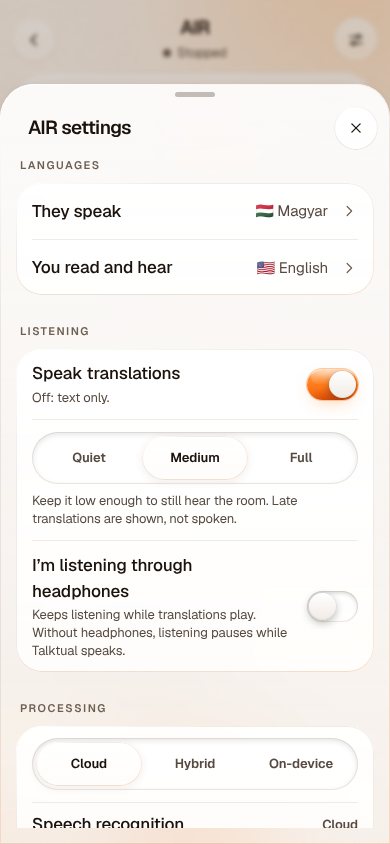 AIR
Stopped
AIR settings
LANGUAGES
They speak
🇭🇺 Magyar
You read and hear
🇺🇸 English
LISTENING
Speak translations
Off: text only.
Quiet
Medium
Full
Keep it low enough to still hear the room. Late
translations are shown, not spoken.
I’m listening through
headphones
Keeps listening while translations play.
Without headphones, listening pauses while
Talktual speaks.
PROCESSING
Cloud
Hybrid
On-device
Speech recognition
Cloud